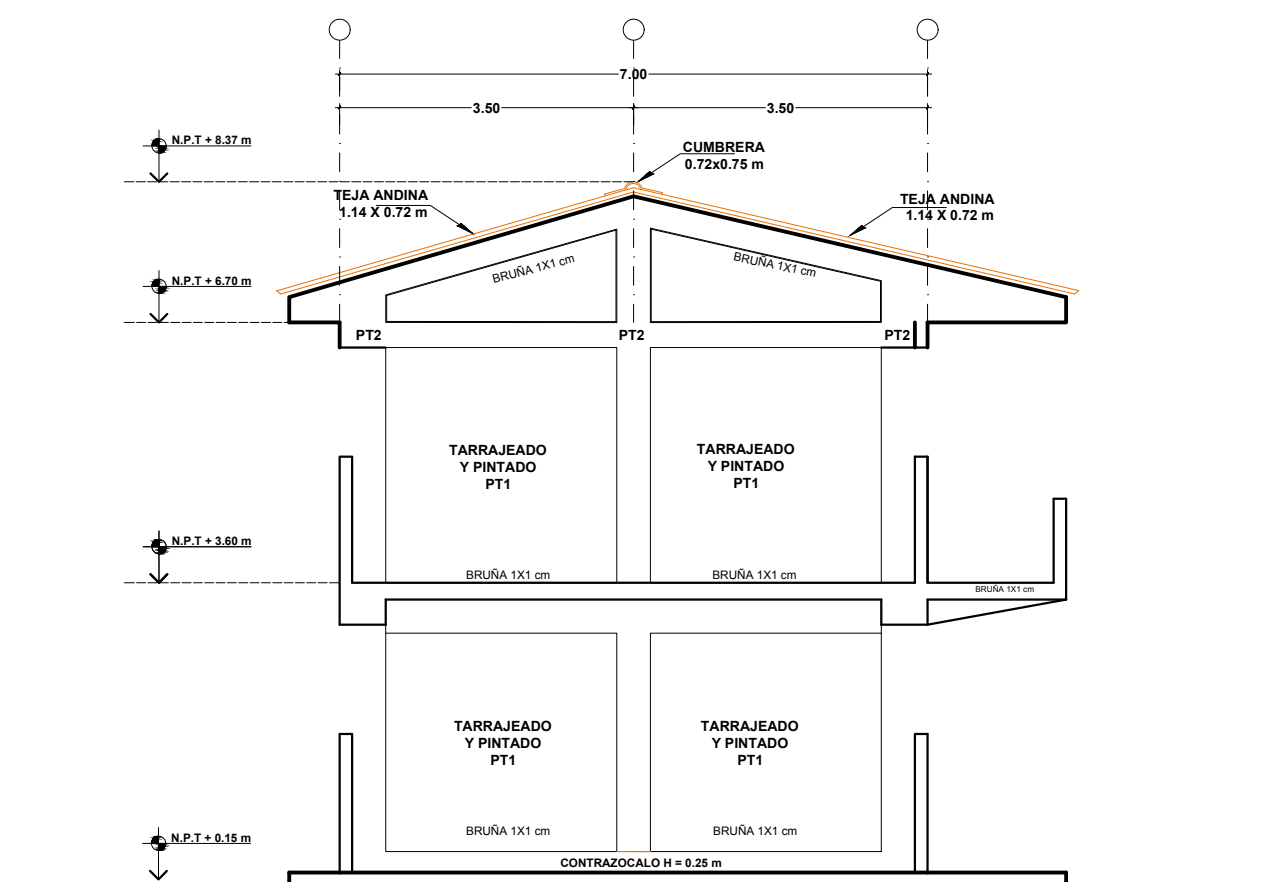 7.00
3.50
3.50
N.P.T + 8.37 m
CUMBRERA
0.72x0.75 m
TEJA ANDINA
1.14 X 0.72 m
TEJA ANDINA
1.14 X 0.72 m
BRUÑA 1X1 cm
BRUÑA 1X1 cm
N.P.T + 6.70 m
PT2
PT2
PT2
TARRAJEADO
Y PINTADO
PT1
TARRAJEADO
Y PINTADO
PT1
N.P.T + 3.60 m
BRUÑA 1X1 cm
BRUÑA 1X1 cm
BRUÑA 1X1 cm
TARRAJEADO
Y PINTADO
PT1
TARRAJEADO
Y PINTADO
PT1
BRUÑA 1X1 cm
BRUÑA 1X1 cm
N.P.T + 0.15 m
CONTRAZOCALO H = 0.25 m